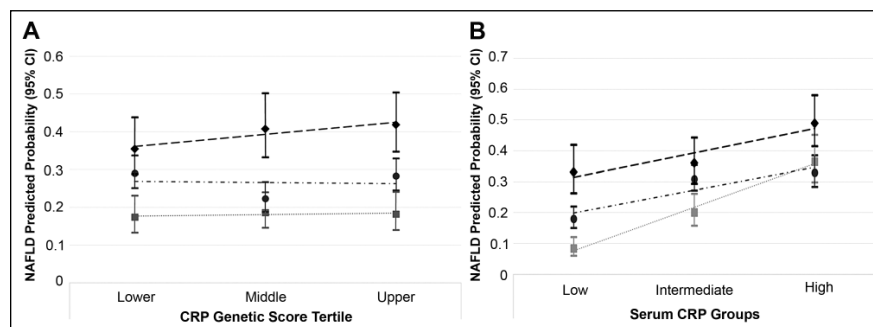 A
NAFLD Predicted Probability (95% CI)
0.6
0.5
0.4
0.3
0.2
0.1
0
Lower
Middle
Upper
CRP Genetic Score Tertile
B
NAFLD Predicted Probability (95% CI)
0.7
0.6
0.5
0.4
0.3
0.2
0.1
0
Low
Intermediate
High
Serum CRP Groups